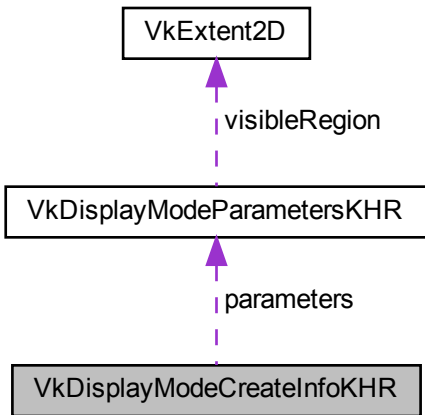 VkExtent2D
visibleRegion
VkDisplayModeParametersKHR
parameters
VkDisplayModeCreateInfoKHR